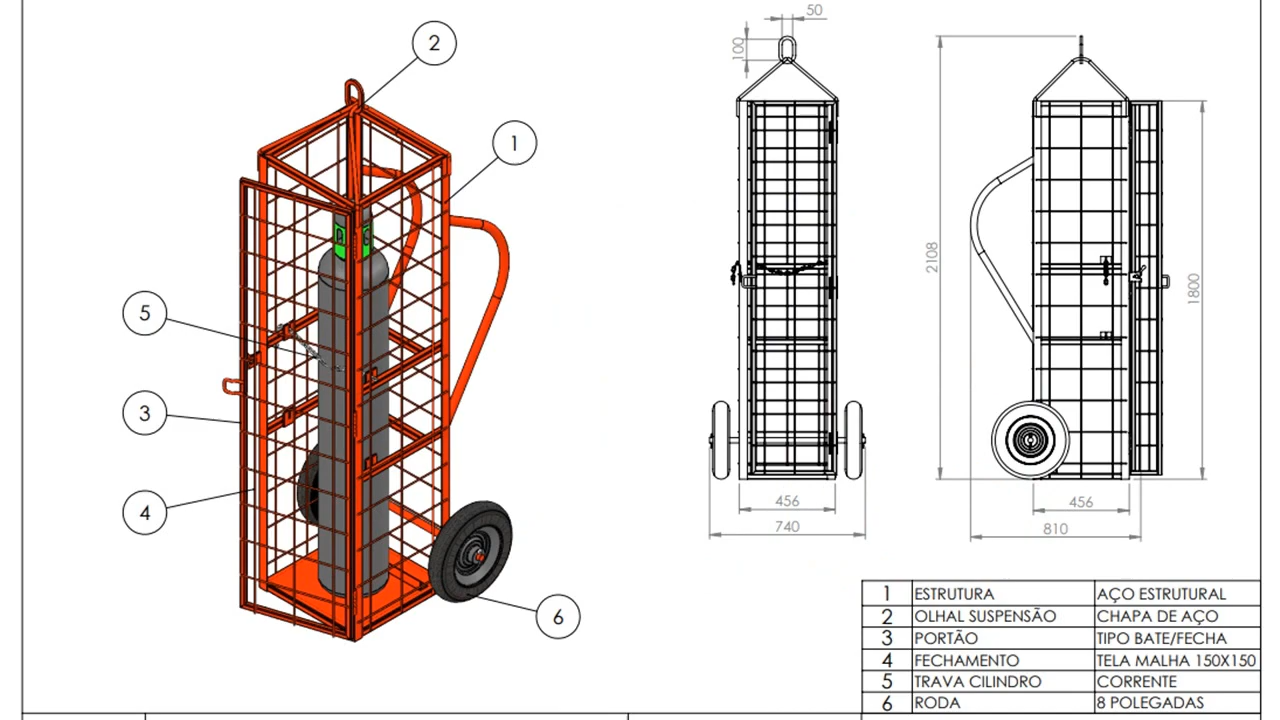 2
1
5
3
4
6
50
100
456
740
2108
1800
456
810
1 ESTRUTURA AÇO ESTRUTURAL
2 OLHAL SUSPENSÃO CHAPA DE AÇO
3 PORTÃO TIPO BATE/FECHA
4 FECHAMENTO TELA MALHA 150X150
5 TRAVA CILINDRO CORRENTE
6 RODA 8 POLEGADAS